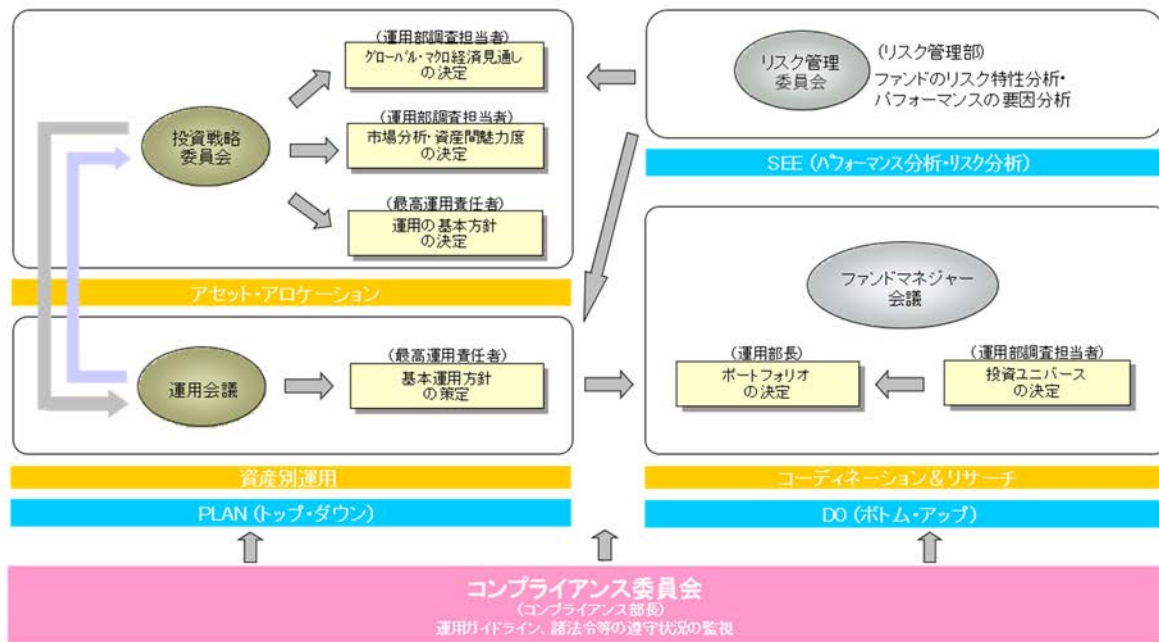 (運用部調査担当者)
グローバル・マクロ経済見通し
の決定
投資戦略
委員会
(運用部調査担当者)
市場分析・資産間魅力度
の決定
(最高運用責任者)
運用の基本方針
の決定
アセット・アロケーション
リスク管理
委員会
(リスク管理部)
ファンドのリスク特性分析・
パフォーマンスの要因分析
SEE (パフォーマンス分析・リスク分析)
運用会議
(最高運用責任者)
基本運用方針
の策定
資産別運用
PLAN (トップ・ダウン)
ファンドマネジャー
会議
(運用部長)
ポートフォリオ
の決定
(運用部調査担当者)
投資ユニバース
の決定
コーディネーション&リサーチ
DO (ボトム・アップ)
コンプライアンス委員会
(コンプライアンス部長)
運用ガイドライン、諸法令等の遵守状況の監視